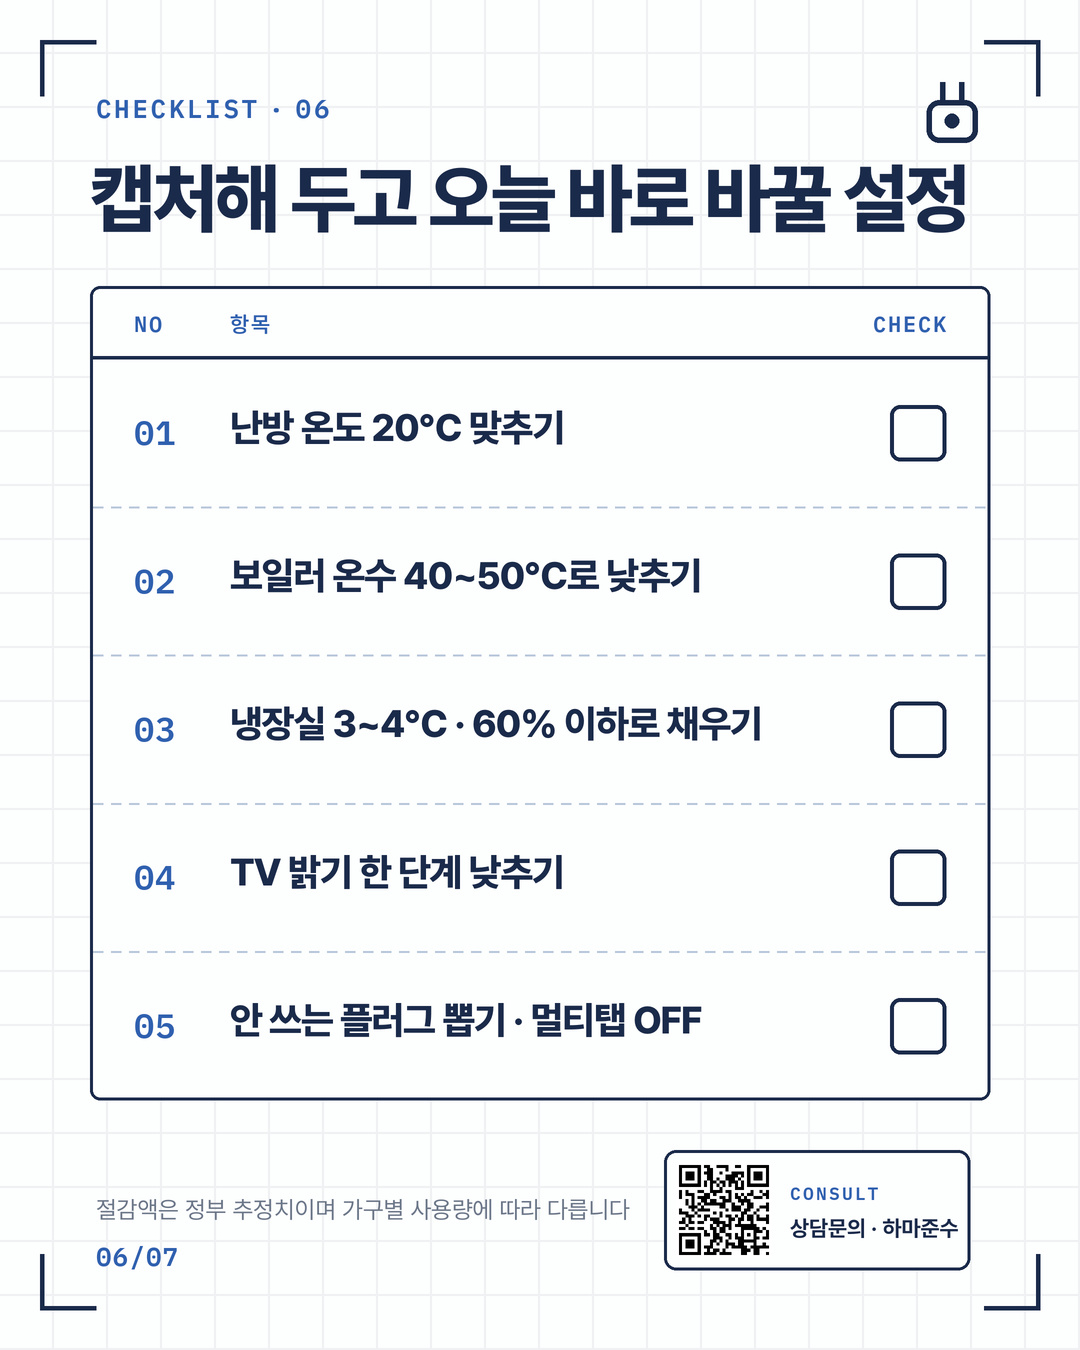 CHECKLIST · 06
캡처해 두고 오늘 바로 바꿀 설정
NO 항목 CHECK
01 난방 온도 20°C 맞추기
02 보일러 온수 40~50°C로 낮추기
03 냉장실 3~4°C · 60% 이하로 채우기
04 TV 밝기 한 단계 낮추기
05 안 쓰는 플러그 뽑기 · 멀티탭 OFF
절감액은 정부 추정치이며 가구별 사용량에 따라 다릅니다
06/07
CONSULT
상담문의 · 하마준수